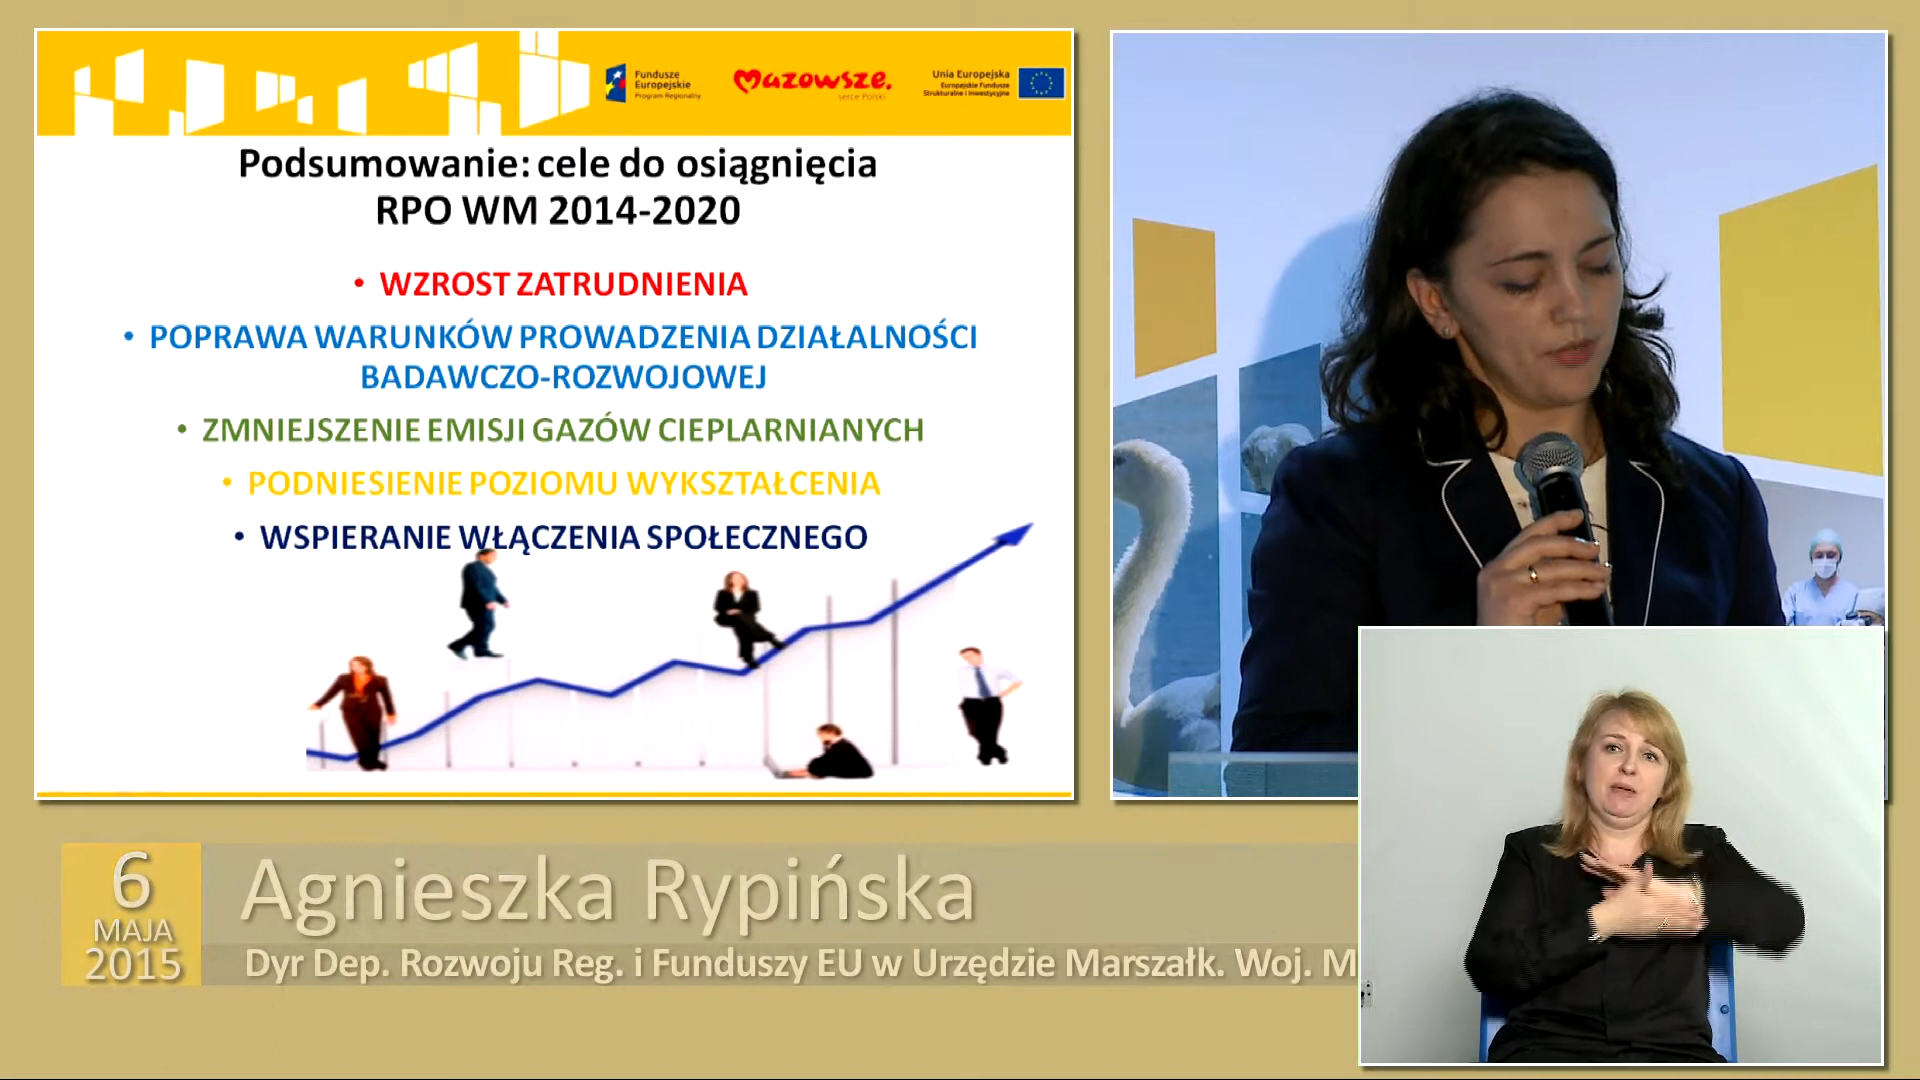 Fundusze
Europejskie
Program Regionalny
mazowsze.
serce Polski
Unia Europejska
Europejskie Fundusze
Strukturalne i Inwestycyjne
Podsumowanie: cele do osiągnięcia
RPO WM 2014-2020
• WZROST ZATRUDNIENIA
• POPRAWA WARUNKÓW PROWADZENIA DZIAŁALNOŚCI
BADAWCZO-ROZWOJOWEJ
• ZMNIEJSZENIE EMISJI GAZÓW CIEPLARNIANYCH
• PODNIESIENIE POZIOMU WYKSZTAŁCENIA
• WSPIERANIE WŁĄCZENIA SPOŁECZNEGO
6
MAJA
2015
Agnieszka Rypińska
Dyr Dep. Rozwoju Reg. i Funduszy EU w Urzędzie Marszałk. Woj. M